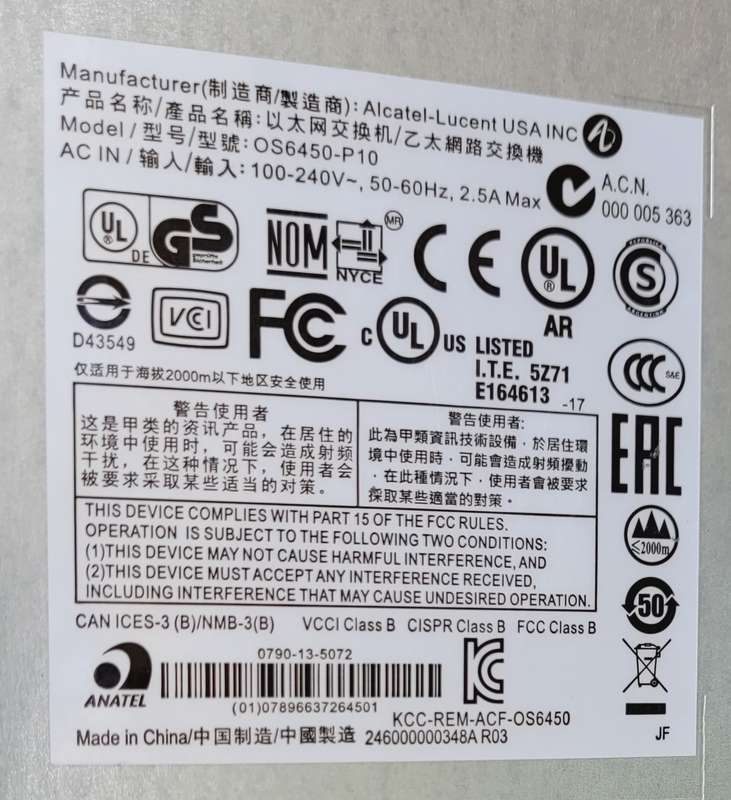 Manufacturer(制造商/製造商): Alcatel-Lucent USA INC
产品名称/產品名稱: 以太网交换机/乙太網路交換機
Model / 型号/型號: OS6450-P10
AC IN / 输入/輸入: 100-240V~, 50-60Hz, 2.5A Max
A.C.N.
000 005 363
UL
®
DE
GS
geprüfte
Sicherheit
NOM
NYCE
MR
CE
UL
®
AR
REPUBLICA
S
ARGENTINA
D43549
VCI
FC
c UL US LISTED
®
I.T.E. 5Z71
E164613 -17
CCC S&E
仅适用于海拔2000m以下地区安全使用
警告使用者
这是甲类的资讯产品，在居住的
环境中使用时，可能会造成射频
干扰，在这种情况下，使用者会
被要求采取某些适当的对策。
警告使用者:
此為甲類資訊技術設備，於居住環
境中使用時，可能會造成射頻擾動
，在此種情況下，使用者會被要求
採取某些適當的對策。
EAC
THIS DEVICE COMPLIES WITH PART 15 OF THE FCC RULES.
OPERATION IS SUBJECT TO THE FOLLOWING TWO CONDITIONS:
(1)THIS DEVICE MAY NOT CAUSE HARMFUL INTERFERENCE, AND
(2)THIS DEVICE MUST ACCEPT ANY INTERFERENCE RECEIVED,
INCLUDING INTERFERENCE THAT MAY CAUSE UNDESIRED OPERATION.
≤2000m
50
CAN ICES-3 (B)/NMB-3(B) VCCI Class B CISPR Class B FCC Class B
ANATEL
0790-13-5072
(01)07896637264501
KCC-REM-ACF-OS6450
Made in China/中国制造/中國製造 246000000348A R03
JF